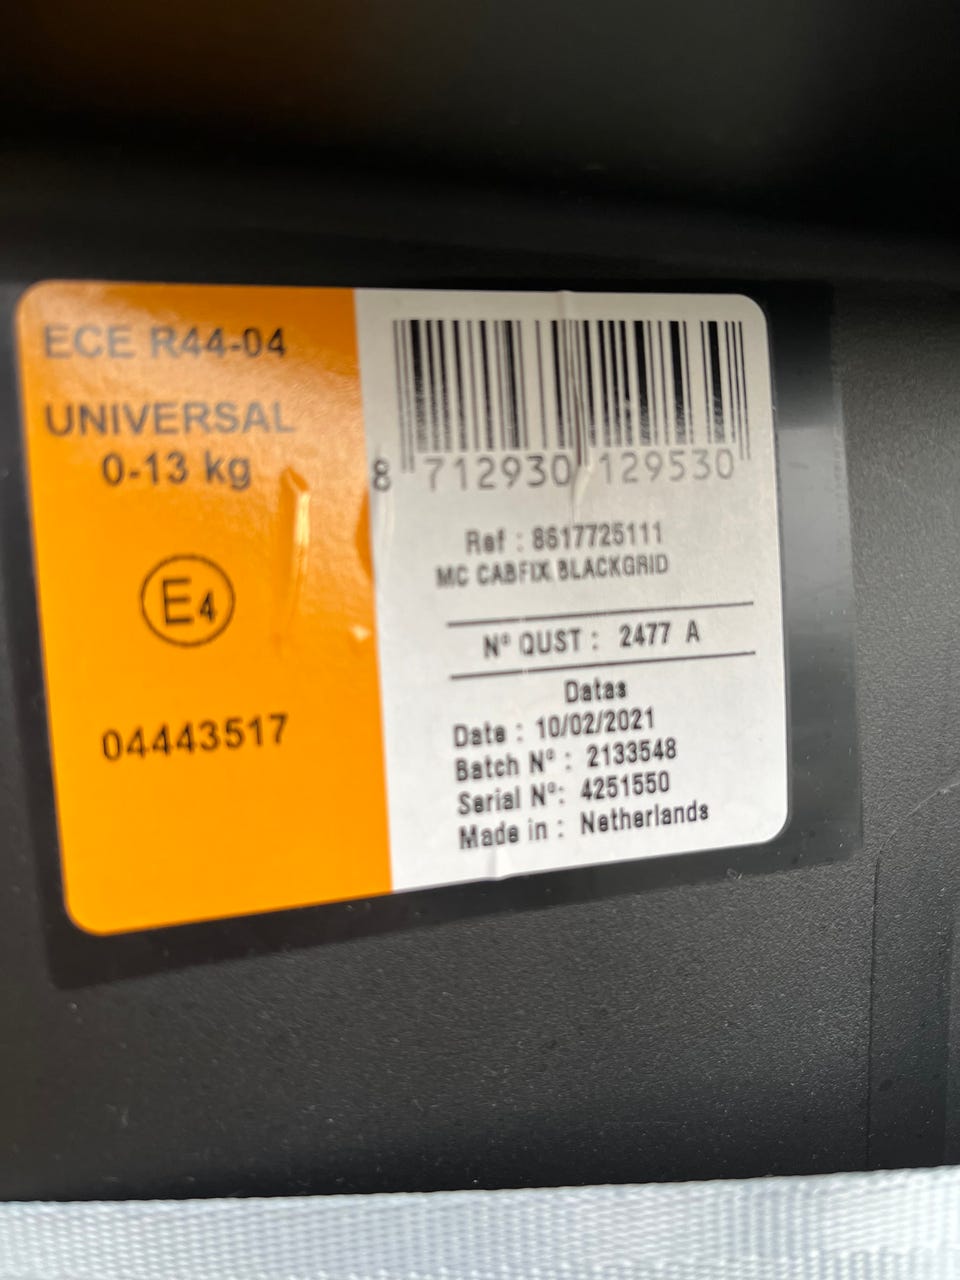 ECE R44-04
UNIVERSAL
0-13 kg
E4
04443517
8 712930 129530
Ref : 8617725111
MC CABFIX BLACKGRID
N° QUST : 2477 A
Datas
Date : 10/02/2021
Batch N° : 2133548
Serial N°: 4251550
Made in : Netherlands